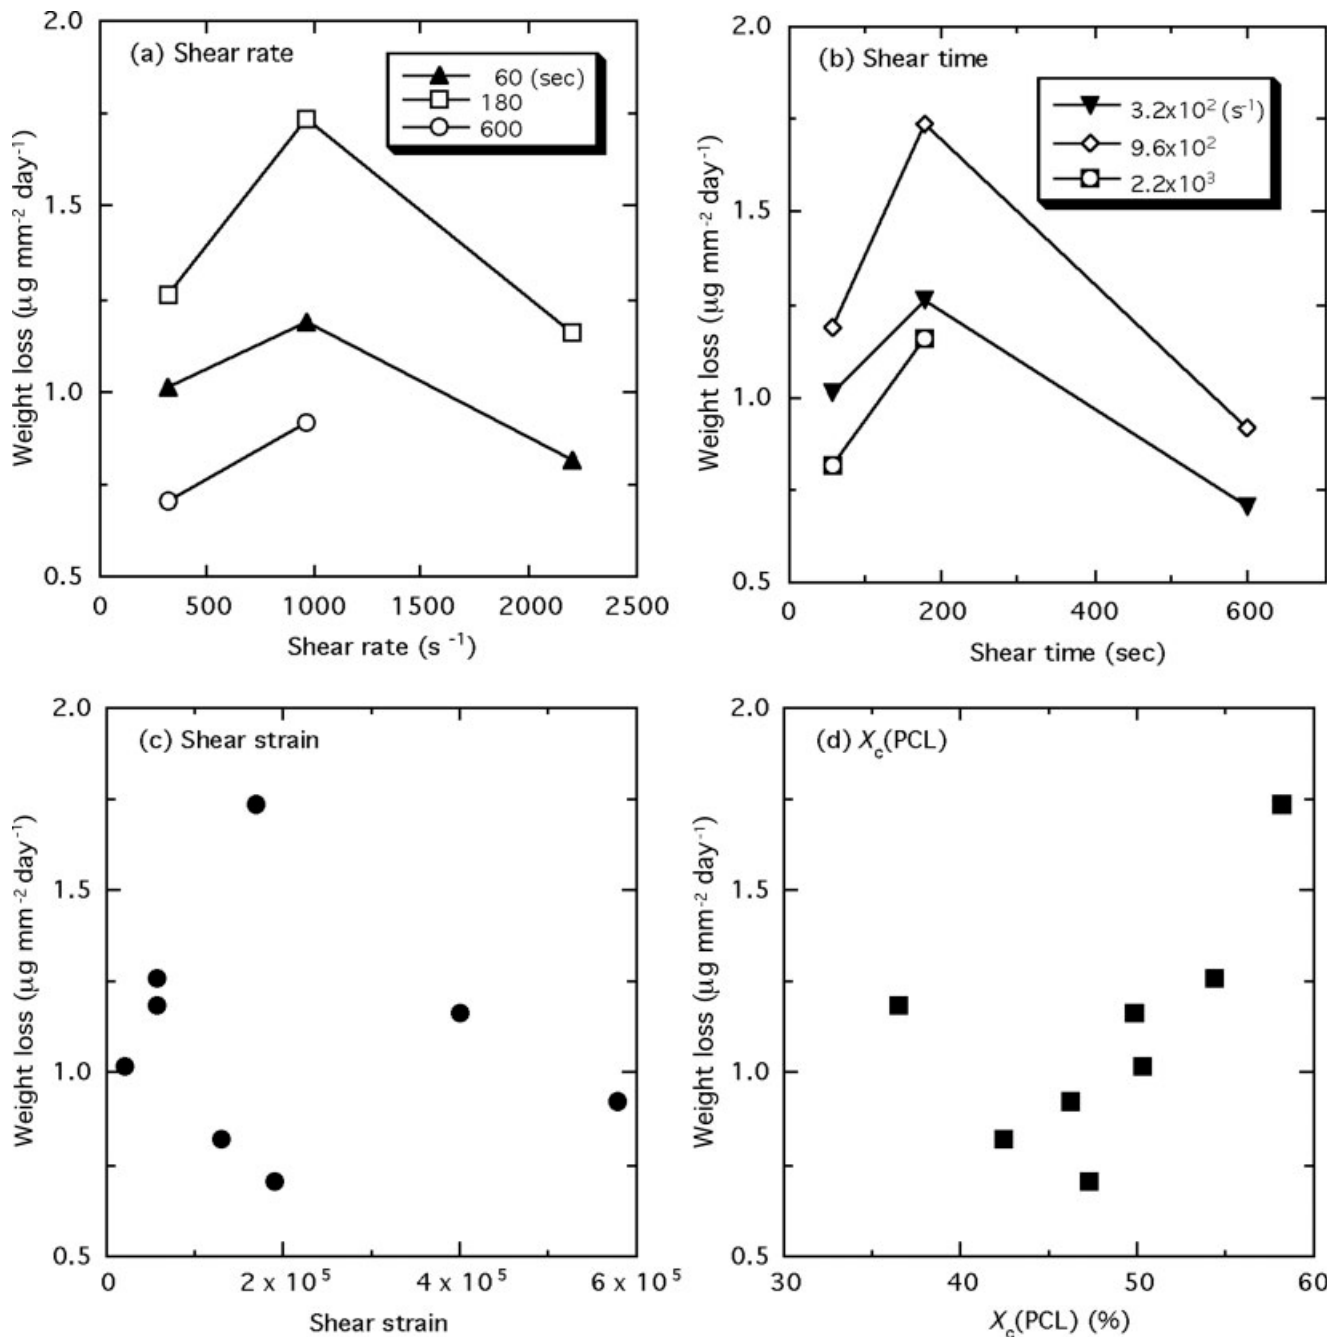 (a) Shear rate
60 (sec)
180
600
2.0
1.5
1.0
0.5
Weight loss (μg mm⁻² day⁻¹)
0 500 1000 1500 2000 2500
Shear rate (s ⁻¹)
(b) Shear time
3.2x10² (s⁻¹)
9.6x10²
2.2x10³
2.0
1.5
1.0
0.5
Weight loss (μg mm⁻² day⁻¹)
0 200 400 600
Shear time (sec)
(c) Shear strain
2.0
1.5
1.0
0.5
Weight loss (μg mm⁻² day⁻¹)
0 2 x 10⁵ 4 x 10⁵ 6 x 10⁵
Shear strain
(d) Xc(PCL)
2.0
1.5
1.0
0.5
Weight loss (μg mm⁻² day⁻¹)
30 40 50 60
Xc(PCL) (%)